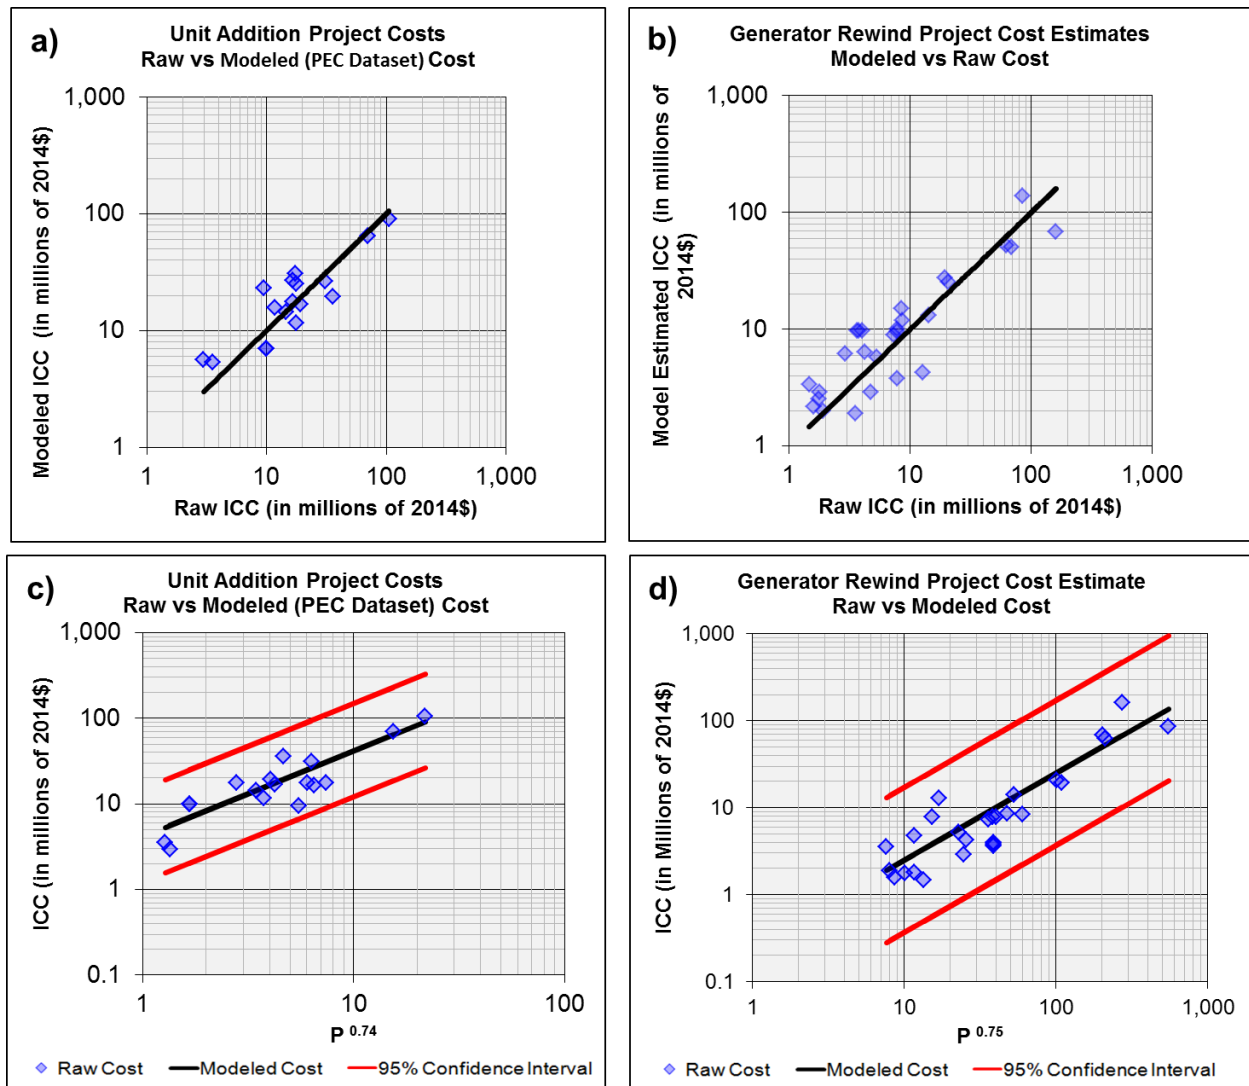 a)
Unit Addition Project Costs
Raw vs Modeled (PEC Dataset) Cost
Modeled ICC (in millions of 2014$)
1,000
100
10
1
1
10
100
1,000
Raw ICC (in millions of 2014$)
b)
Generator Rewind Project Cost Estimates
Modeled vs Raw Cost
Model Estimated ICC (in millions of
2014$)
1,000
100
10
1
1
10
100
1,000
Raw ICC (in millions of 2014$)
c)
Unit Addition Project Costs
Raw vs Modeled (PEC Dataset) Cost
ICC (in millions of 2014$)
1,000
100
10
1
0.1
1
10
100
P 0.74
Raw Cost
Modeled Cost
95% Confidence Interval
d)
Generator Rewind Project Cost Estimate
Raw vs Modeled Cost
ICC (in Millions of 2014$)
1,000
100
10
1
0.1
1
10
100
1,000
P 0.75
Raw Cost
Modeled Cost
95% Confidence Interval